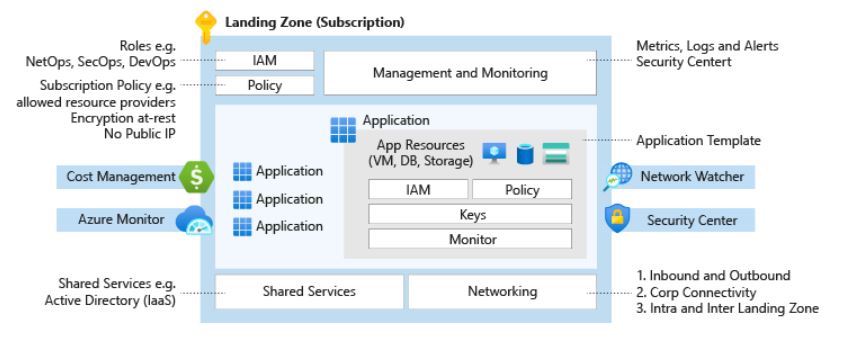 Landing Zone (Subscription)
Roles e.g.
NetOps, SecOps, DevOps
IAM
Management and Monitoring
Metrics, Logs and Alerts
Security Centert
Subscription Policy e.g.
allowed resource providers
Encryption at-rest
No Public IP
Policy
Application
App Resources
(VM, DB, Storage)
Application Template
Application
Application
Application
IAM
Policy
Keys
Monitor
Cost Management
Azure Monitor
Network Watcher
Security Center
Shared Services e.g.
Active Directory (IaaS)
Shared Services
Networking
1. Inbound and Outbound
2. Corp Connectivity
3. Intra and Inter Landing Zone